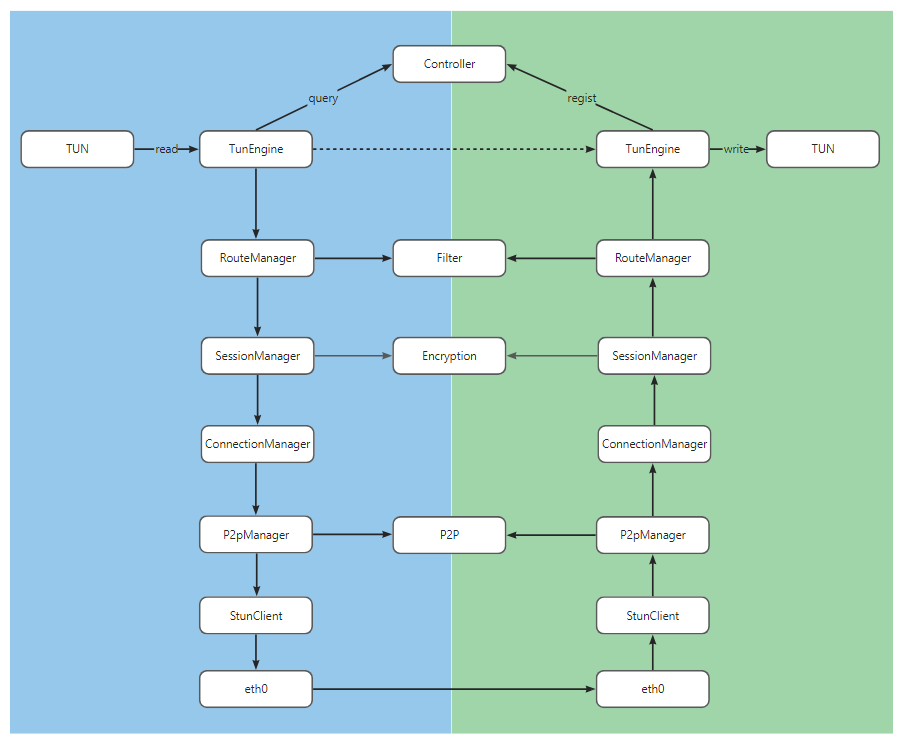 Controller
query
regist
TUN
read
TunEngine
TunEngine
write
TUN
RouteManager
Filter
RouteManager
SessionManager
Encryption
SessionManager
ConnectionManager
ConnectionManager
P2pManager
P2P
P2pManager
StunClient
StunClient
eth0
eth0